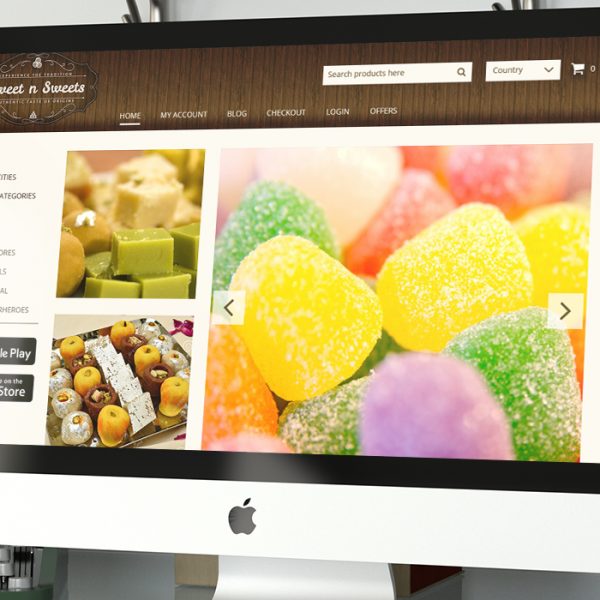 EXPERIENCE THE TRADITION
weet n Sweets
AUTHENTIC TASTE OF ORIGINS
Search products here
Country
0
HOME
MY ACCOUNT
BLOG
CHECKOUT
LOGIN
OFFERS
ATEGORIES
ORES
LS
AL
RHEROES
le Play
e on the
Store